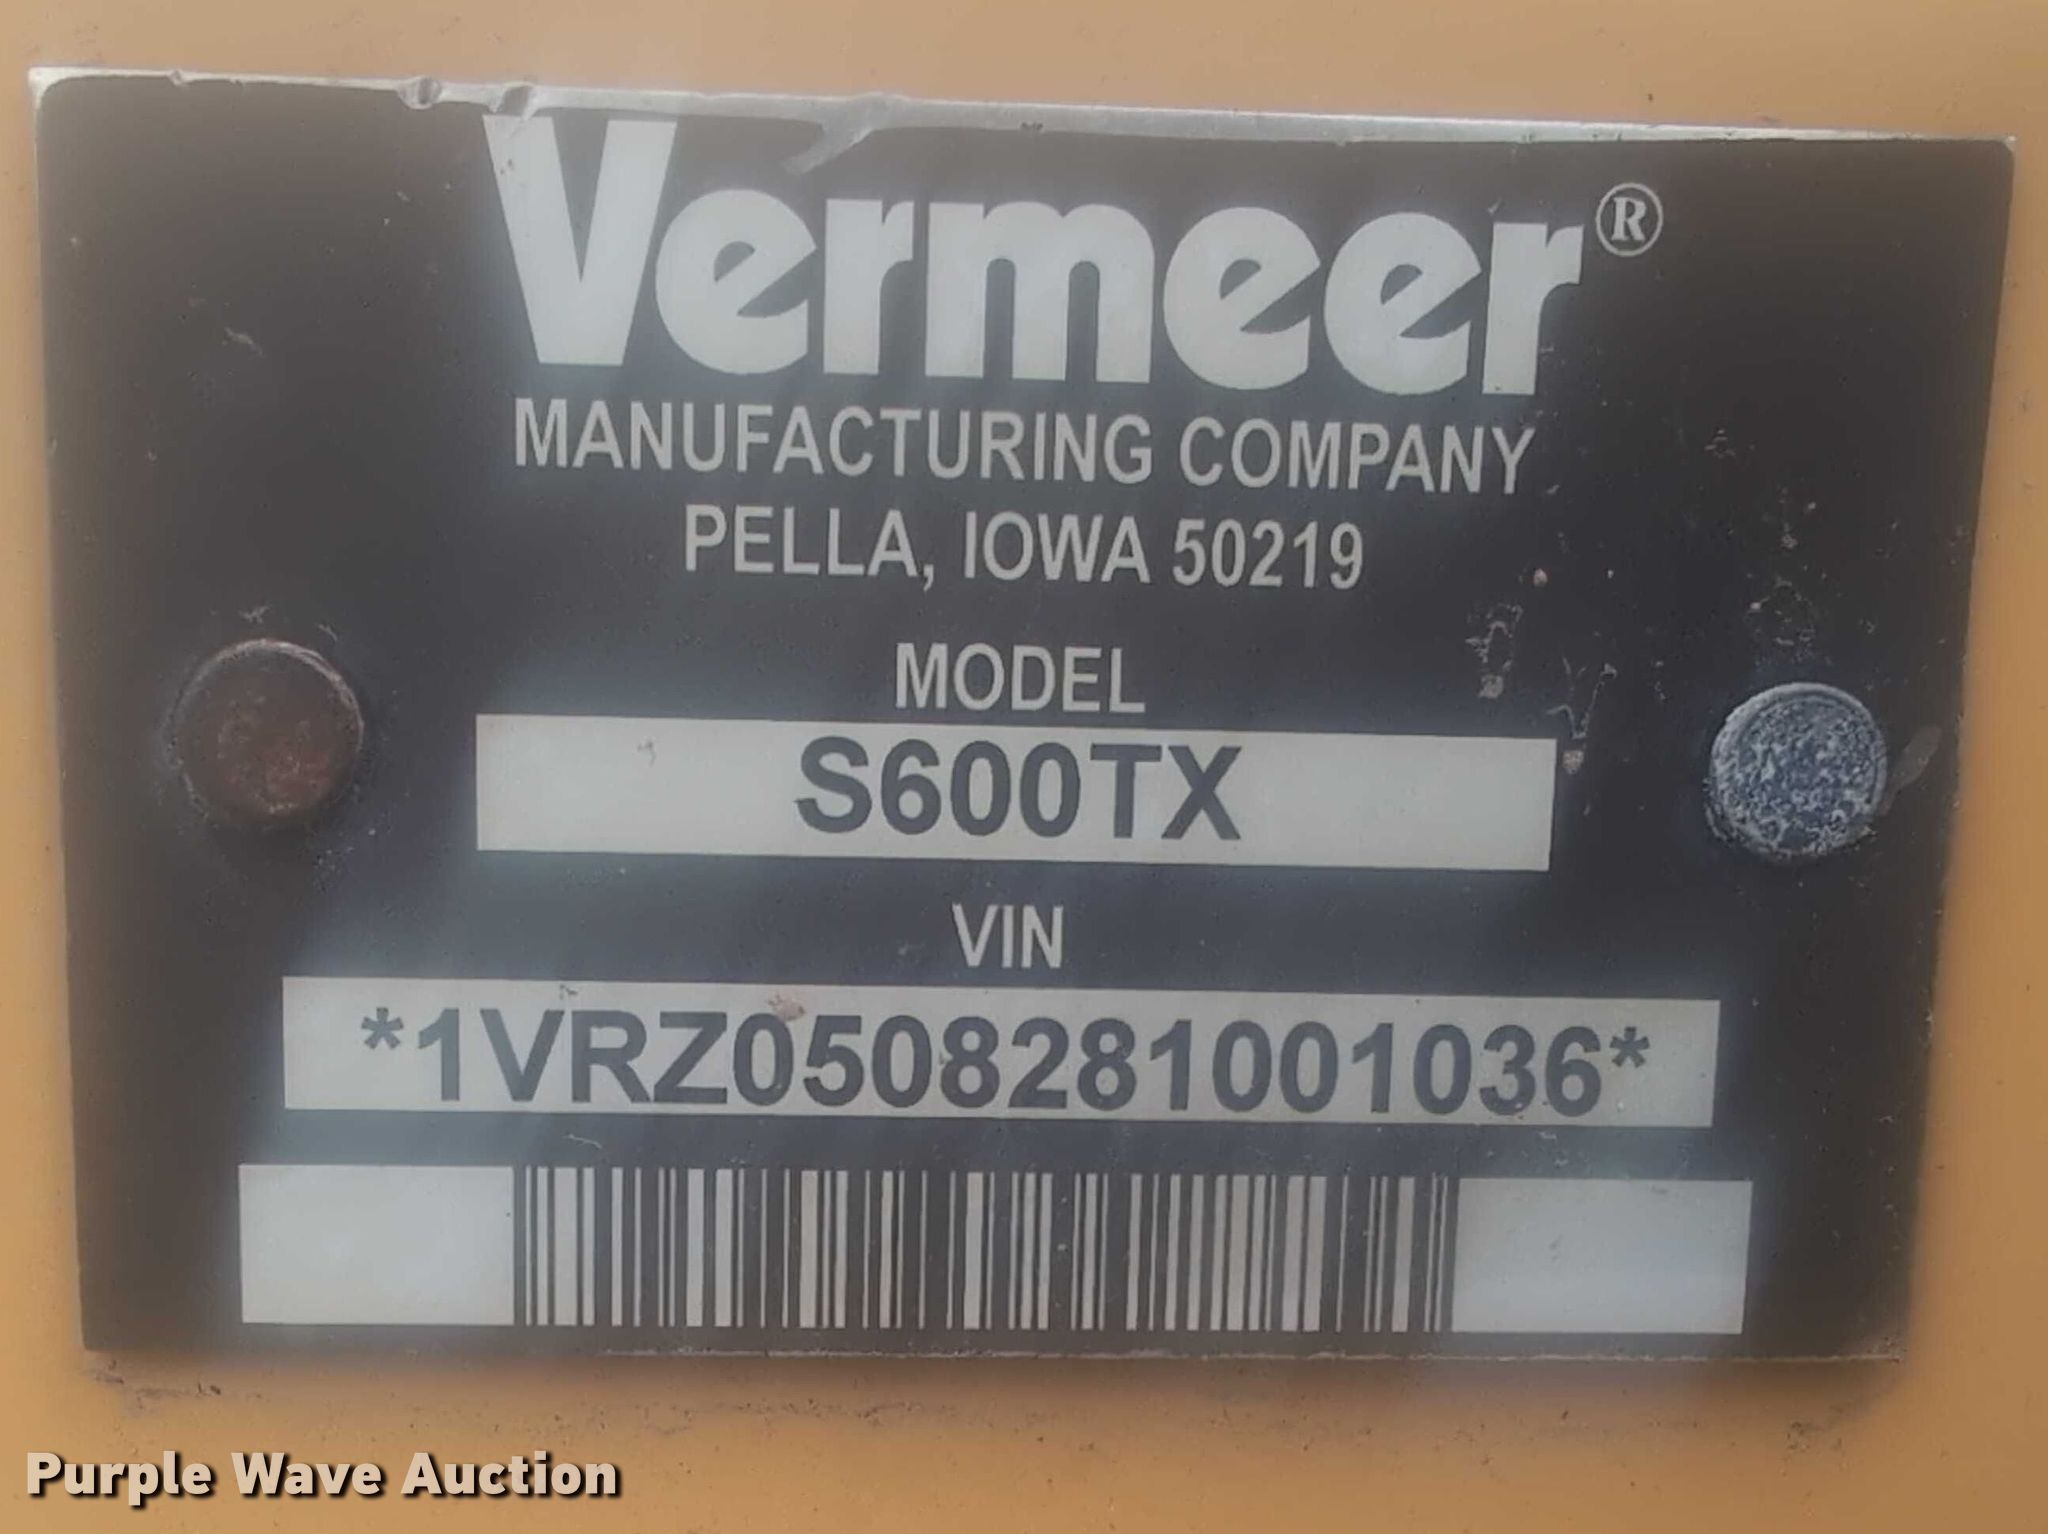 Vermeer®
MANUFACTURING COMPANY
PELLA, IOWA 50219
MODEL
S600TX
VIN
*1VRZ0508281001036*
Purple Wave Auction